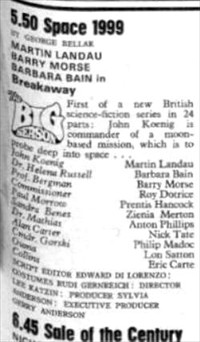 5.50 Space 1999
BY GEORGE BELLAK
MARTIN LANDAU
BARRY MORSE
BARBARA BAIN in
Breakaway
The
BIG
SEASON
First of a new British
science-fiction series in 24
parts: John Koenig is
commander of a moon-
based mission, which is to
probe deep into space . . .
John Koenig Martin Landau
Dr. Helena Russell Barbara Bain
Prof. Bergman Barry Morse
Commissioner Roy Dotrice
Paul Morrow Prentis Hancock
Sandra Benes Zienia Merton
Dr. Mathias Anton Phillips
Alan Carter Nick Tate
Cmdr. Gorski Philip Madoc
Ouma Lon Satton
Collins Eric Carte
SCRIPT EDITOR EDWARD DI LORENZO:
COSTUMES RUDI GERNREICH: DIRECTOR
LEE KATZIN: PRODUCER SYLVIA
ANDERSON: EXECUTIVE PRODUCER
GERRY ANDERSON
6.45 Sale of the Century